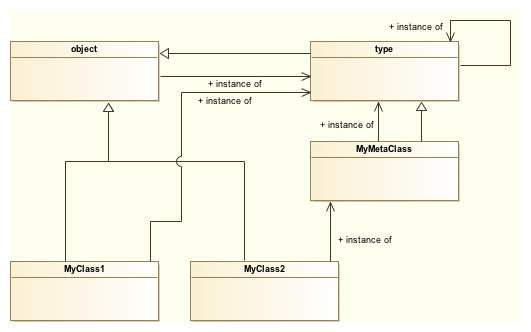 + instance of
object
type
+ instance of
+ instance of
+ instance of
MyMetaClass
+ instance of
MyClass1
MyClass2